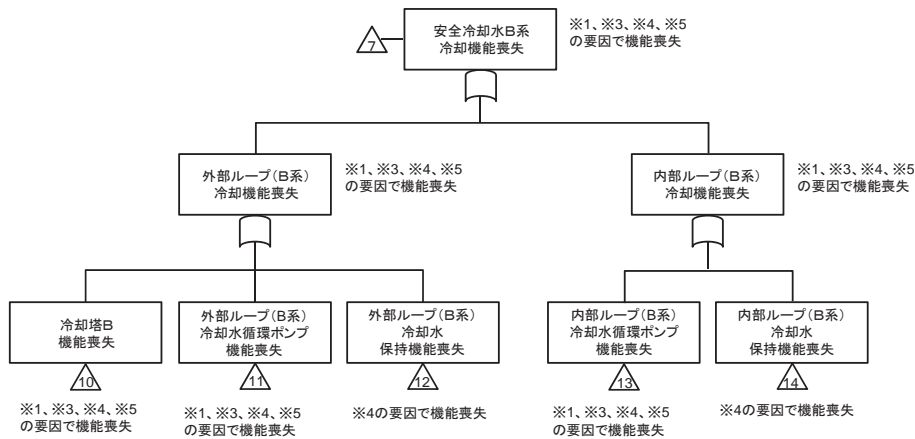 7
安全冷却水B系
冷却機能喪失
※1、※3、※4、※5
の要因で機能喪失
外部ループ(B系)
冷却機能喪失
※1、※3、※4、※5
の要因で機能喪失
内部ループ(B系)
冷却機能喪失
※1、※3、※4、※5
の要因で機能喪失
冷却塔B
機能喪失
10
※1、※3、※4、※5
の要因で機能喪失
外部ループ(B系)
冷却水循環ポンプ
機能喪失
11
※1、※3、※4、※5
の要因で機能喪失
外部ループ(B系)
冷却水
保持機能喪失
12
※4の要因で機能喪失
内部ループ(B系)
冷却水循環ポンプ
機能喪失
13
※1、※3、※4、※5
の要因で機能喪失
内部ループ(B系)
冷却水
保持機能喪失
14
※4の要因で機能喪失